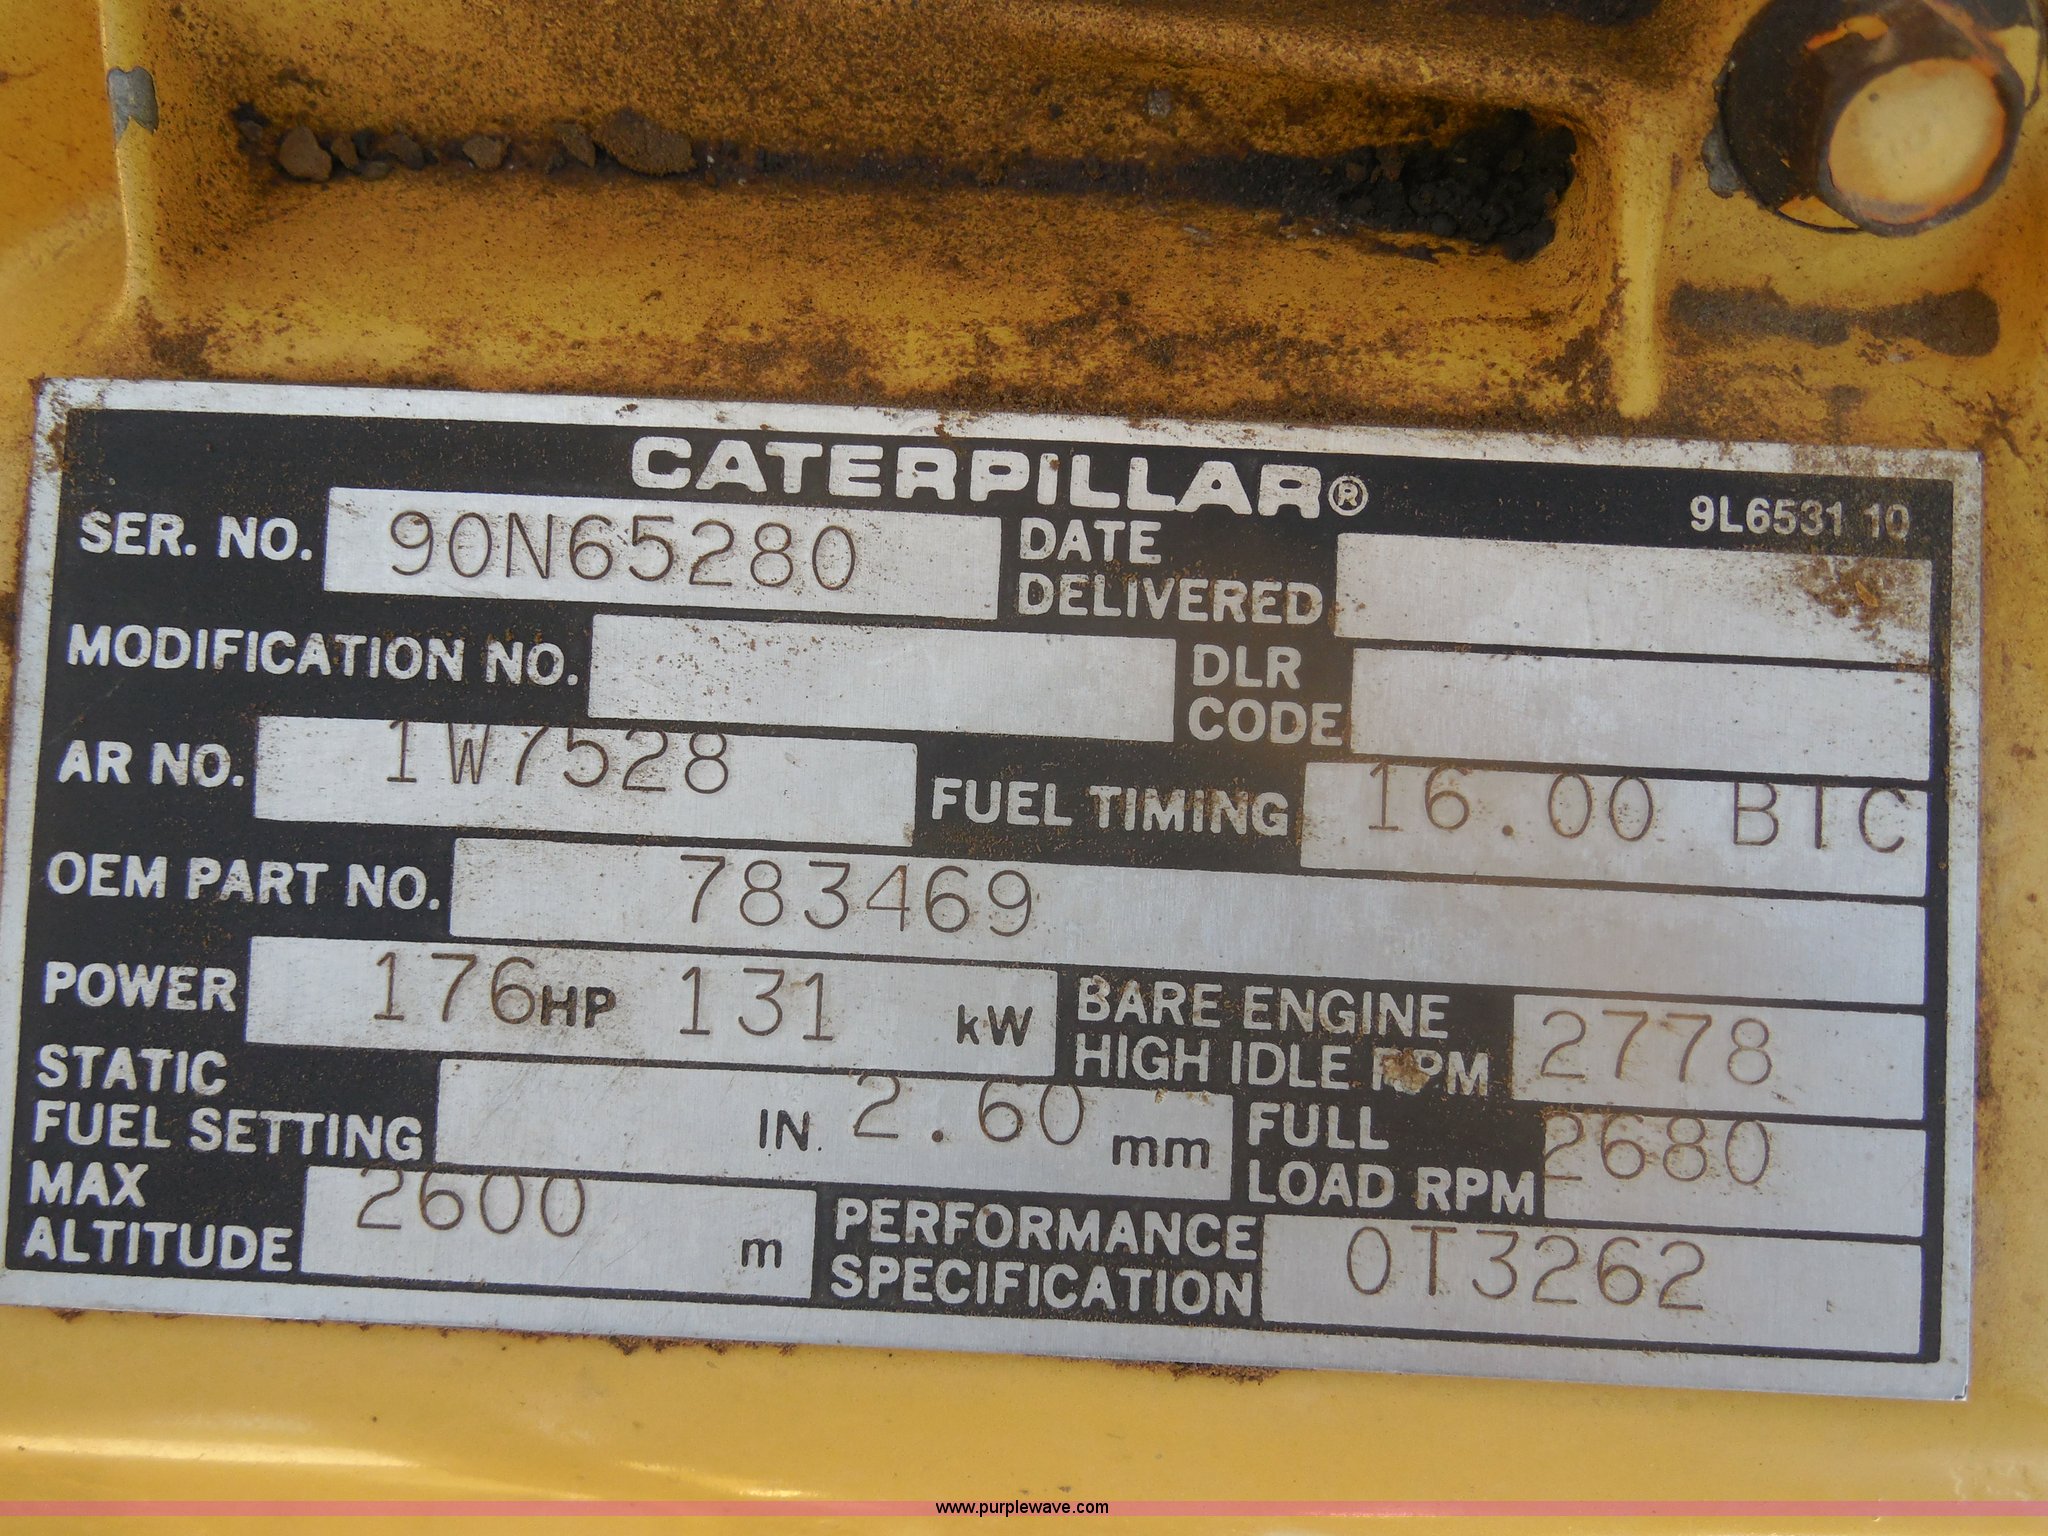 CATERPILLAR®
9L6531 10
SER. NO. 90N65280 DATE DELIVERED
MODIFICATION NO. DLR CODE
AR NO. 1W7528 FUEL TIMING 16.00 BTC
OEM PART NO. 783469
POWER 176 HP 131 kW BARE ENGINE HIGH IDLE RPM 2778
STATIC FUEL SETTING IN. 2.60 mm FULL LOAD RPM 2680
MAX ALTITUDE 2600 m PERFORMANCE SPECIFICATION 0T3262
www.purplewave.com